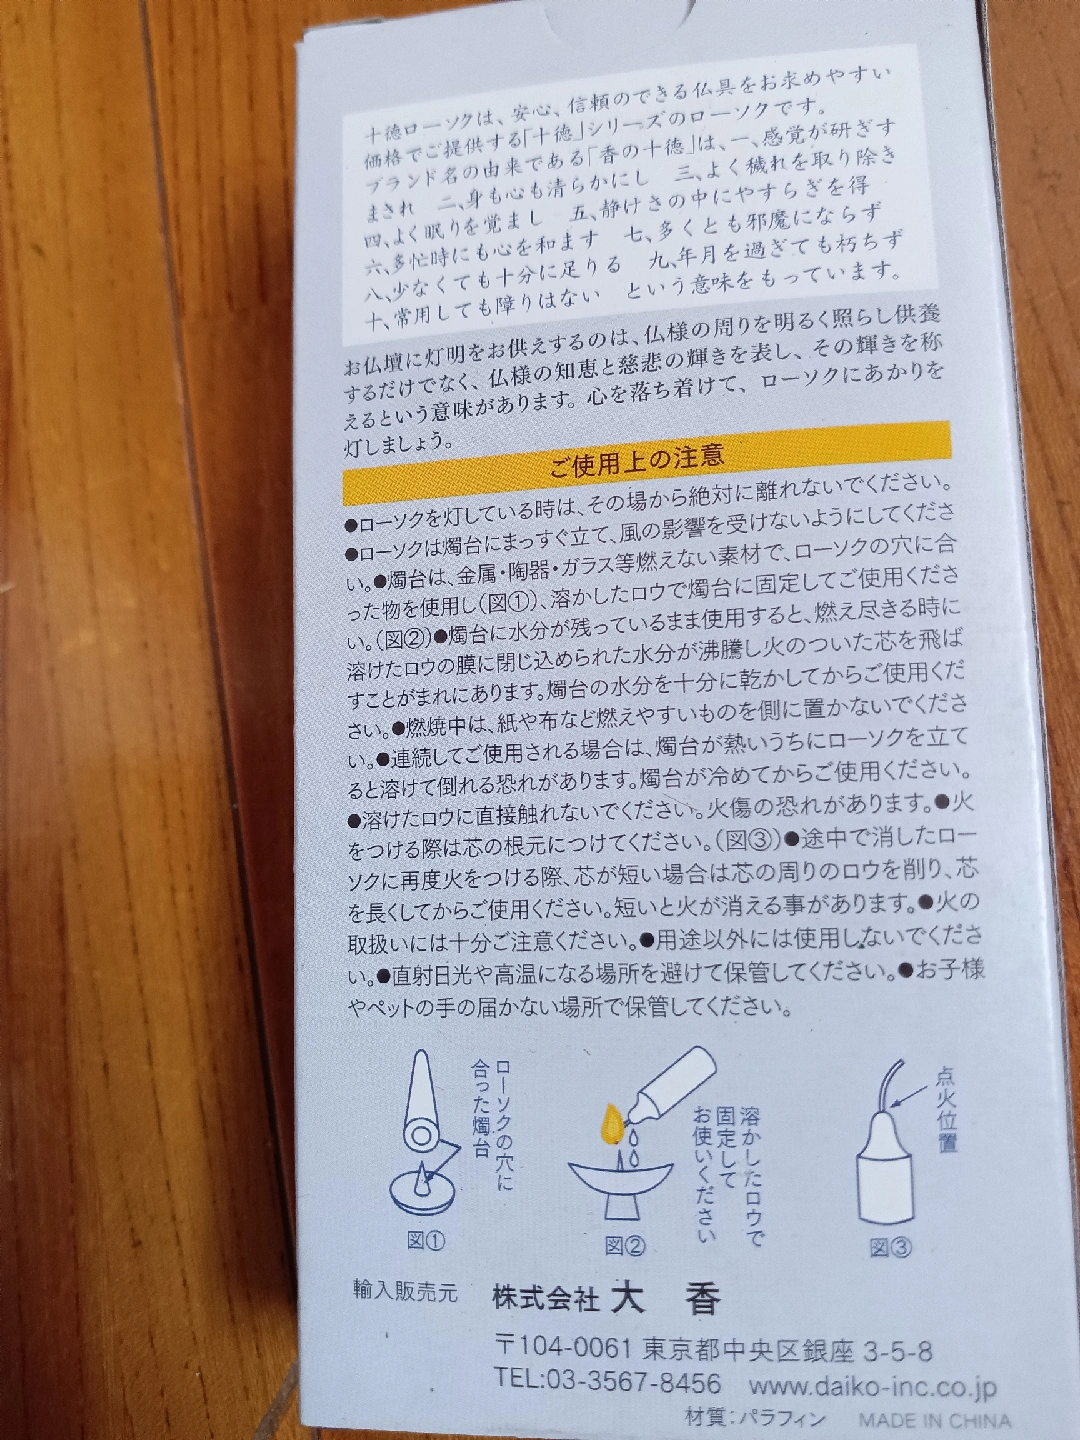 十徳ローソクは、安心、信頼のできる仏具をお求めやすい
価格でご提供する「十徳」シリーズのローソクです。
ブランド名の由来である「香の十徳」は、一、感覚が研ぎす
まされ　二、身も心も清らかにし　三、よく穢れを取り除き
四、よく眠りを覚まし　五、静けさの中にやすらぎを得
六、多忙時にも心を和ます　七、多くとも邪魔にならず
八、少なくても十分に足りる　九、年月を過ぎても朽ちず
十、常用しても障りはない　という意味をもっています。
お仏壇に灯明をお供えするのは、仏様の周りを明るく照らし供養
するだけでなく、仏様の知恵と慈悲の輝きを表し、その輝きを称
えるという意味があります。心を落ち着けて、ローソクにあかりを
灯しましょう。
ご使用上の注意
●ローソクを灯している時は、その場から絶対に離れないでください。
●ローソクは燭台にまっすぐ立て、風の影響を受けないようにしてくださ
い。●燭台は、金属・陶器・ガラス等燃えない素材で、ローソクの穴に合
った物を使用し(図①)、溶かしたロウで燭台に固定してご使用くださ
い。(図②)●燭台に水分が残っているまま使用すると、燃え尽きる時に
溶けたロウの膜に閉じ込められた水分が沸騰し火のついた芯を飛ば
すことがまれにあります。燭台の水分を十分に乾かしてからご使用くだ
さい。●燃焼中は、紙や布など燃えやすいものを側に置かないでくださ
い。●連続してご使用される場合は、燭台が熱いうちにローソクを立て
ると溶けて倒れる恐れがあります。燭台が冷めてからご使用ください。
●溶けたロウに直接触れないでください。火傷の恐れがあります。●火
をつける際は芯の根元につけてください。(図③)●途中で消したロー
ソクに再度火をつける際、芯が短い場合は芯の周りのロウを削り、芯
を長くしてからご使用ください。短いと火が消える事があります。●火の
取扱いには十分ご注意ください。●用途以外には使用しないでくださ
い。●直射日光や高温になる場所を避けて保管してください。●お子様
やペットの手の届かない場所で保管してください。
ローソクの穴に
合った燭台
図①
溶かしたロウで
固定して
お使いください
図②
点火位置
図③
輸入販売元 株式会社 大 香
〒104-0061 東京都中央区銀座 3-5-8
TEL:03-3567-8456 www.daiko-inc.co.jp
材質：パラフィン MADE IN CHINA